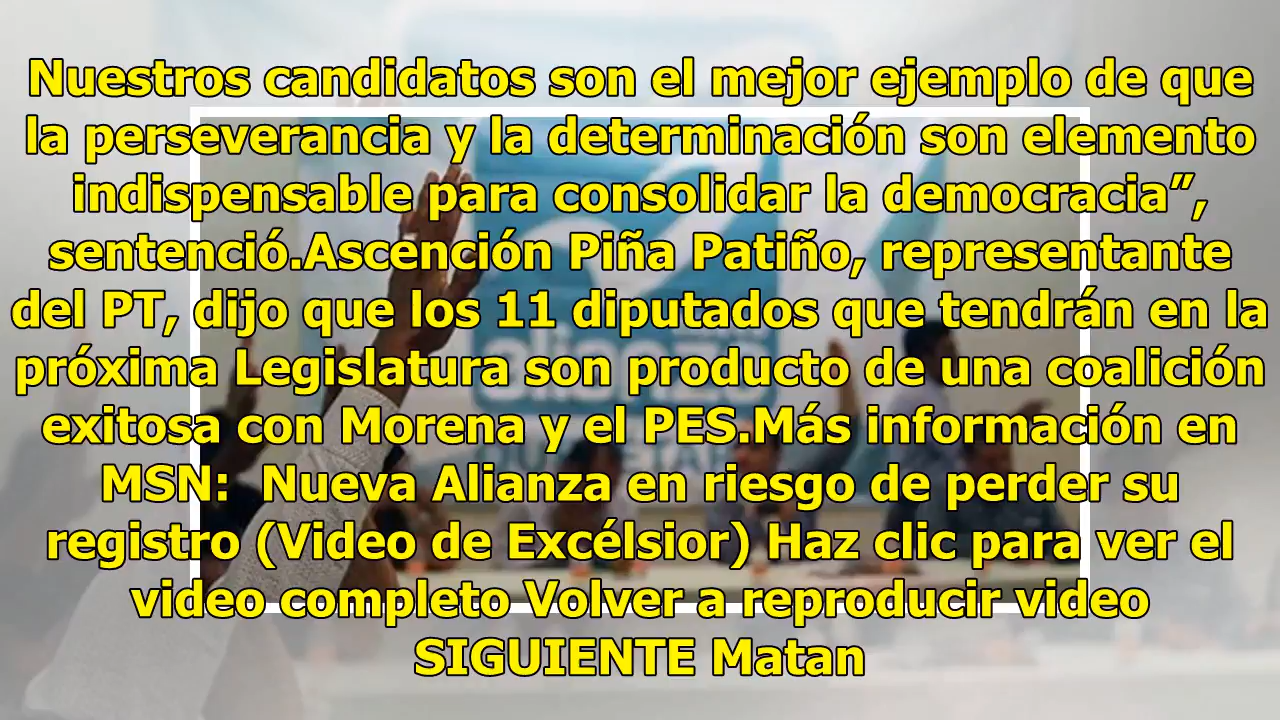 Nuestros candidatos son el mejor ejemplo de que
la perseverancia y la determinación son elemento
indispensable para consolidar la democracia”,
sentenció.Ascención Piña Patiño, representante
del PT, dijo que los 11 diputados que tendrán en la
próxima Legislatura son producto de una coalición
exitosa con Morena y el PES.Más información en
MSN:  Nueva Alianza en riesgo de perder su
registro (Video de Excélsior) Haz clic para ver el
video completo Volver a reproducir video
SIGUIENTE Matan
alianza